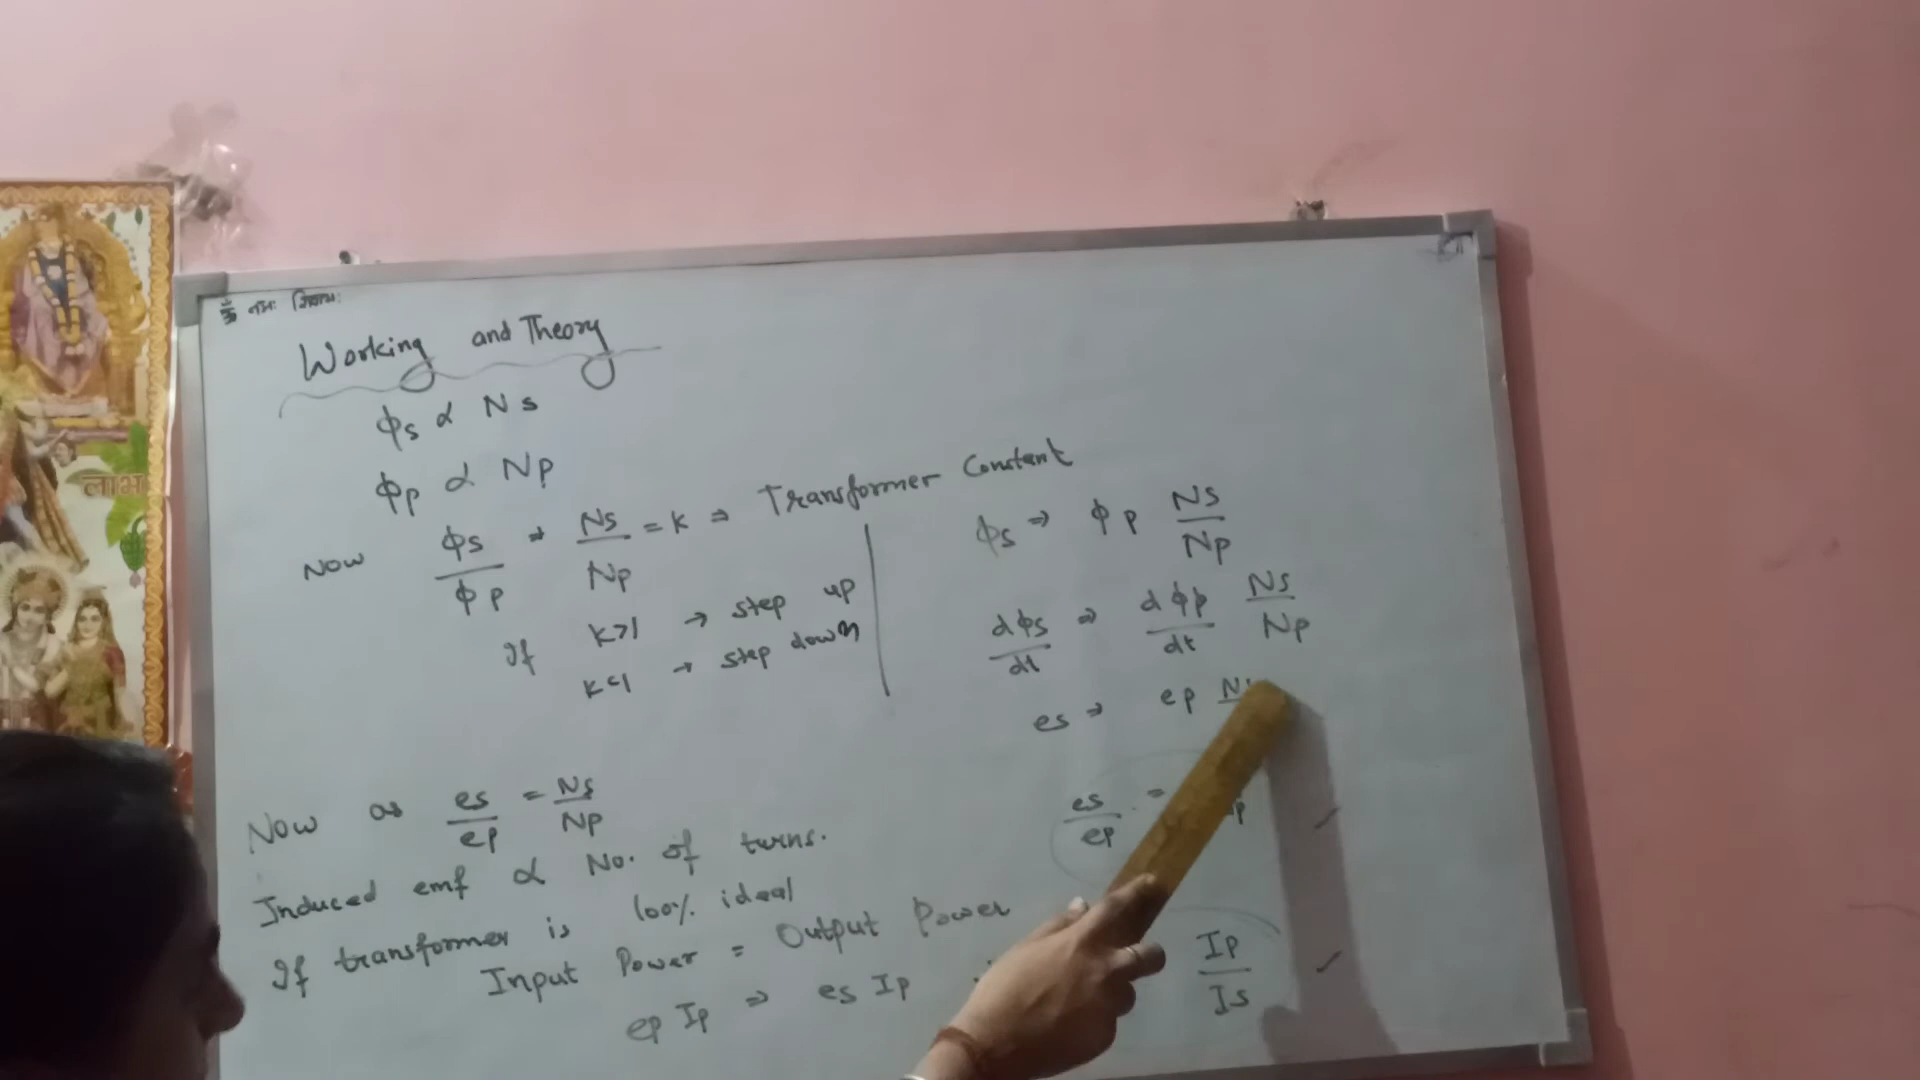 ॐ नमः शिवाय:
Working and Theory
ϕs α Ns
ϕp α Np
Now ϕs/ϕp ⇒ Ns/Np = K ⇒ Transformer Constant
If K>1 → step up
K<1 → step down
ϕs ⇒ ϕp Ns/Np
dϕs/dt ⇒ dϕp/dt Ns/Np
es ⇒ ep
es/ep =
Now as es/ep = Ns/Np
Induced emf α No. of turns.
If transformer is 100% ideal
Input Power = Output Power
ep Ip ⇒ es Ip
Ip/Is ✓
लाभ